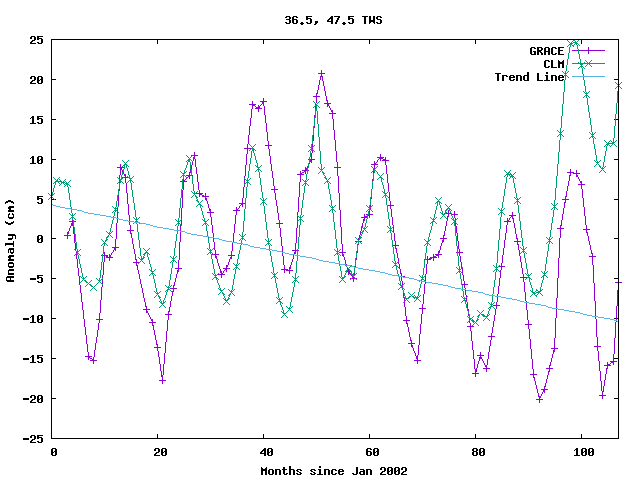 36.5, 47.5 TWS
GRACE
CLM
Trend Line
25
20
15
10
5
0
-5
-10
-15
-20
-25
Anomaly (cm)
0 20 40 60 80 100
Months since Jan 2002